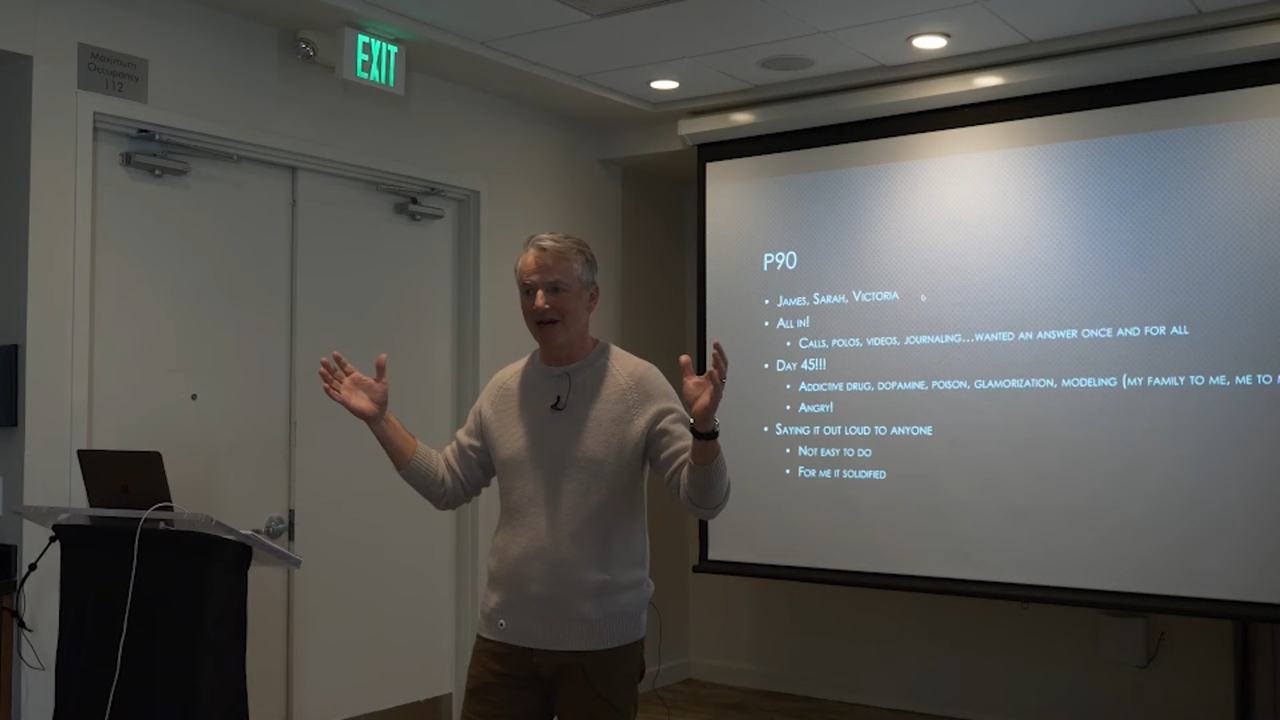 Maximum
Occupancy
112
EXIT
P90
• James, Sarah, Victoria
• All in!
• Calls, polos, videos, journaling...wanted an answer once and for all
• Day 45!!!
• Addictive drug, dopamine, poison, glamorization, modeling (my family to me, me to
• Angry!
• Saying it out loud to anyone
• Not easy to do
• For me it solidified